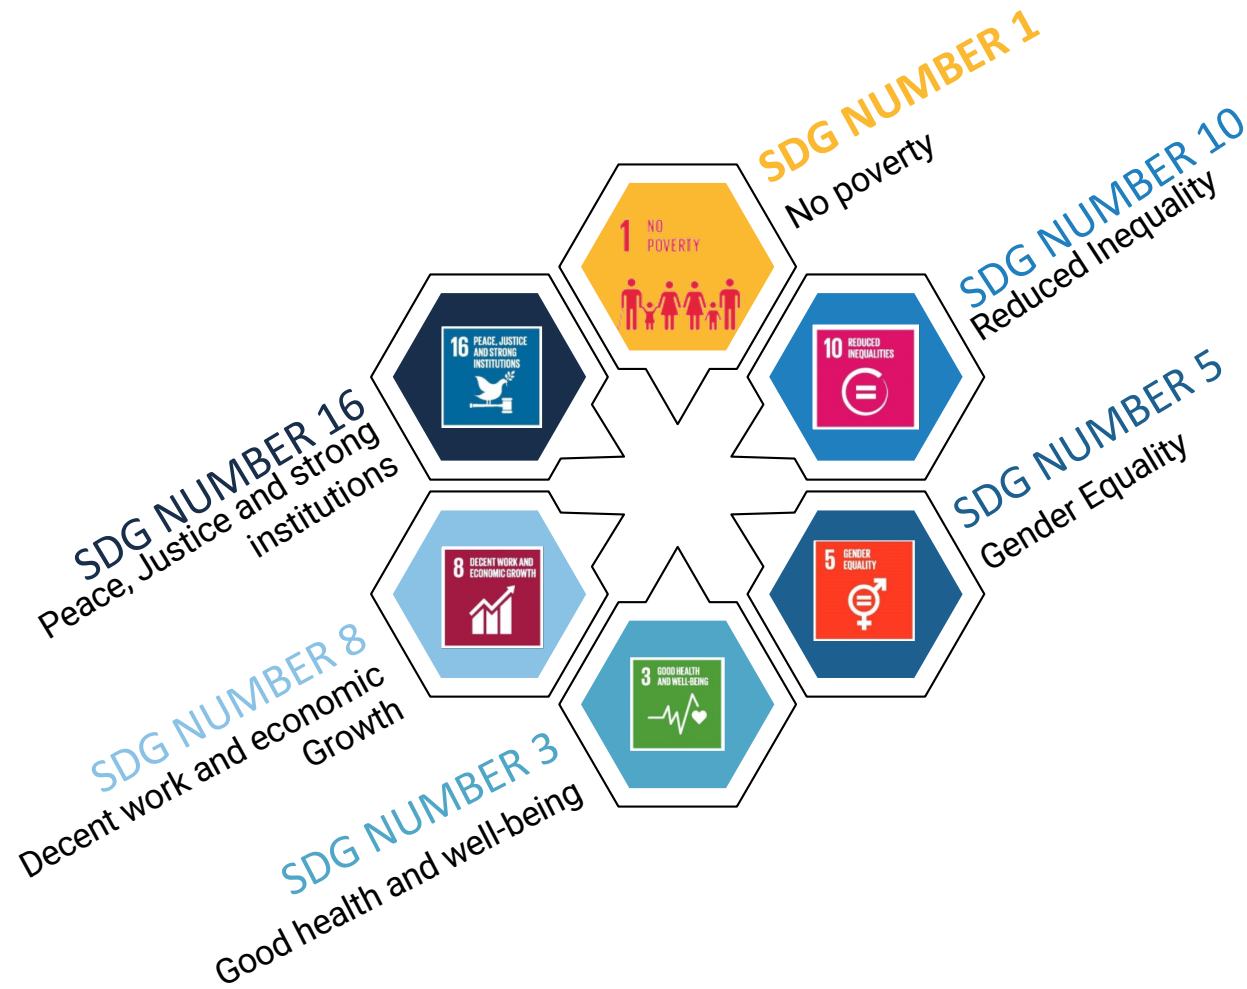 SDG NUMBER 1
No poverty
1 NO
POVERTY
SDG NUMBER 10
Reduced Inequality
10 REDUCED
INEQUALITIES
SDG NUMBER 5
Gender Equality
5 GENDER
EQUALITY
SDG NUMBER 3
Good health and well-being
3 GOOD HEALTH
AND WELL-BEING
SDG NUMBER 8
Decent work and economic
Growth
8 DECENT WORK AND
ECONOMIC GROWTH
SDG NUMBER 16
Peace, Justice and strong
institutions
16 PEACE, JUSTICE
AND STRONG
INSTITUTIONS